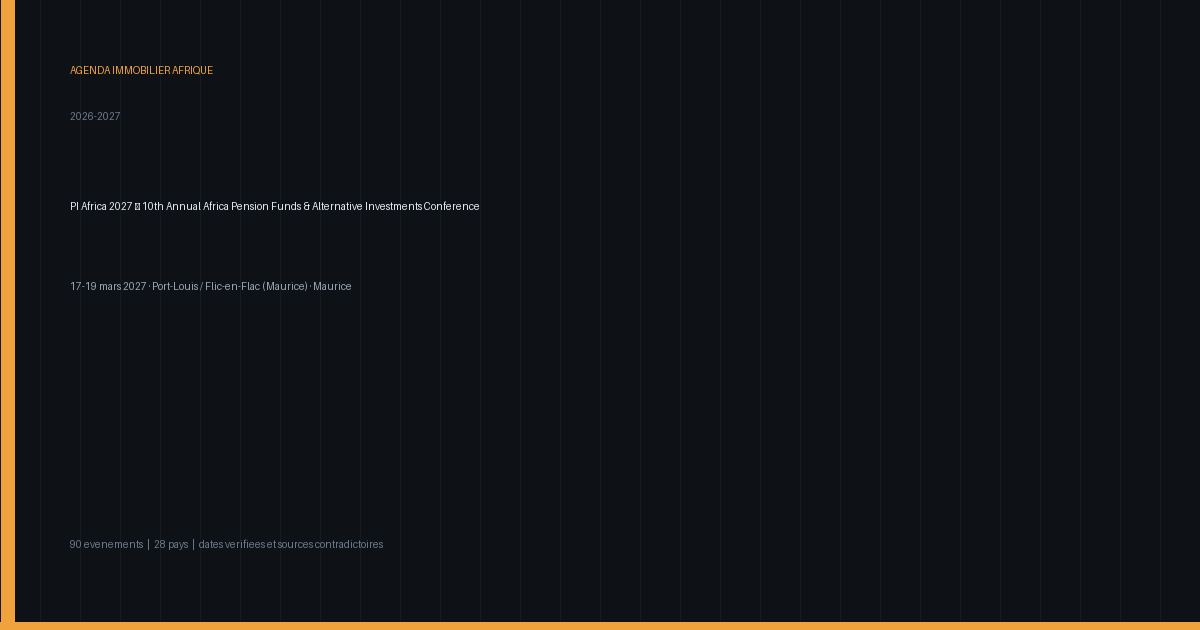 AGENDA IMMOBILIER AFRIQUE
2026-2027
PI Africa 2027 10th Annual Africa Pension Funds & Alternative Investments Conference
17-19 mars 2027 · Port-Louis / Flic-en-Flac (Maurice) · Maurice
90 evenements | 28 pays | dates verifiees et sources contradictoires